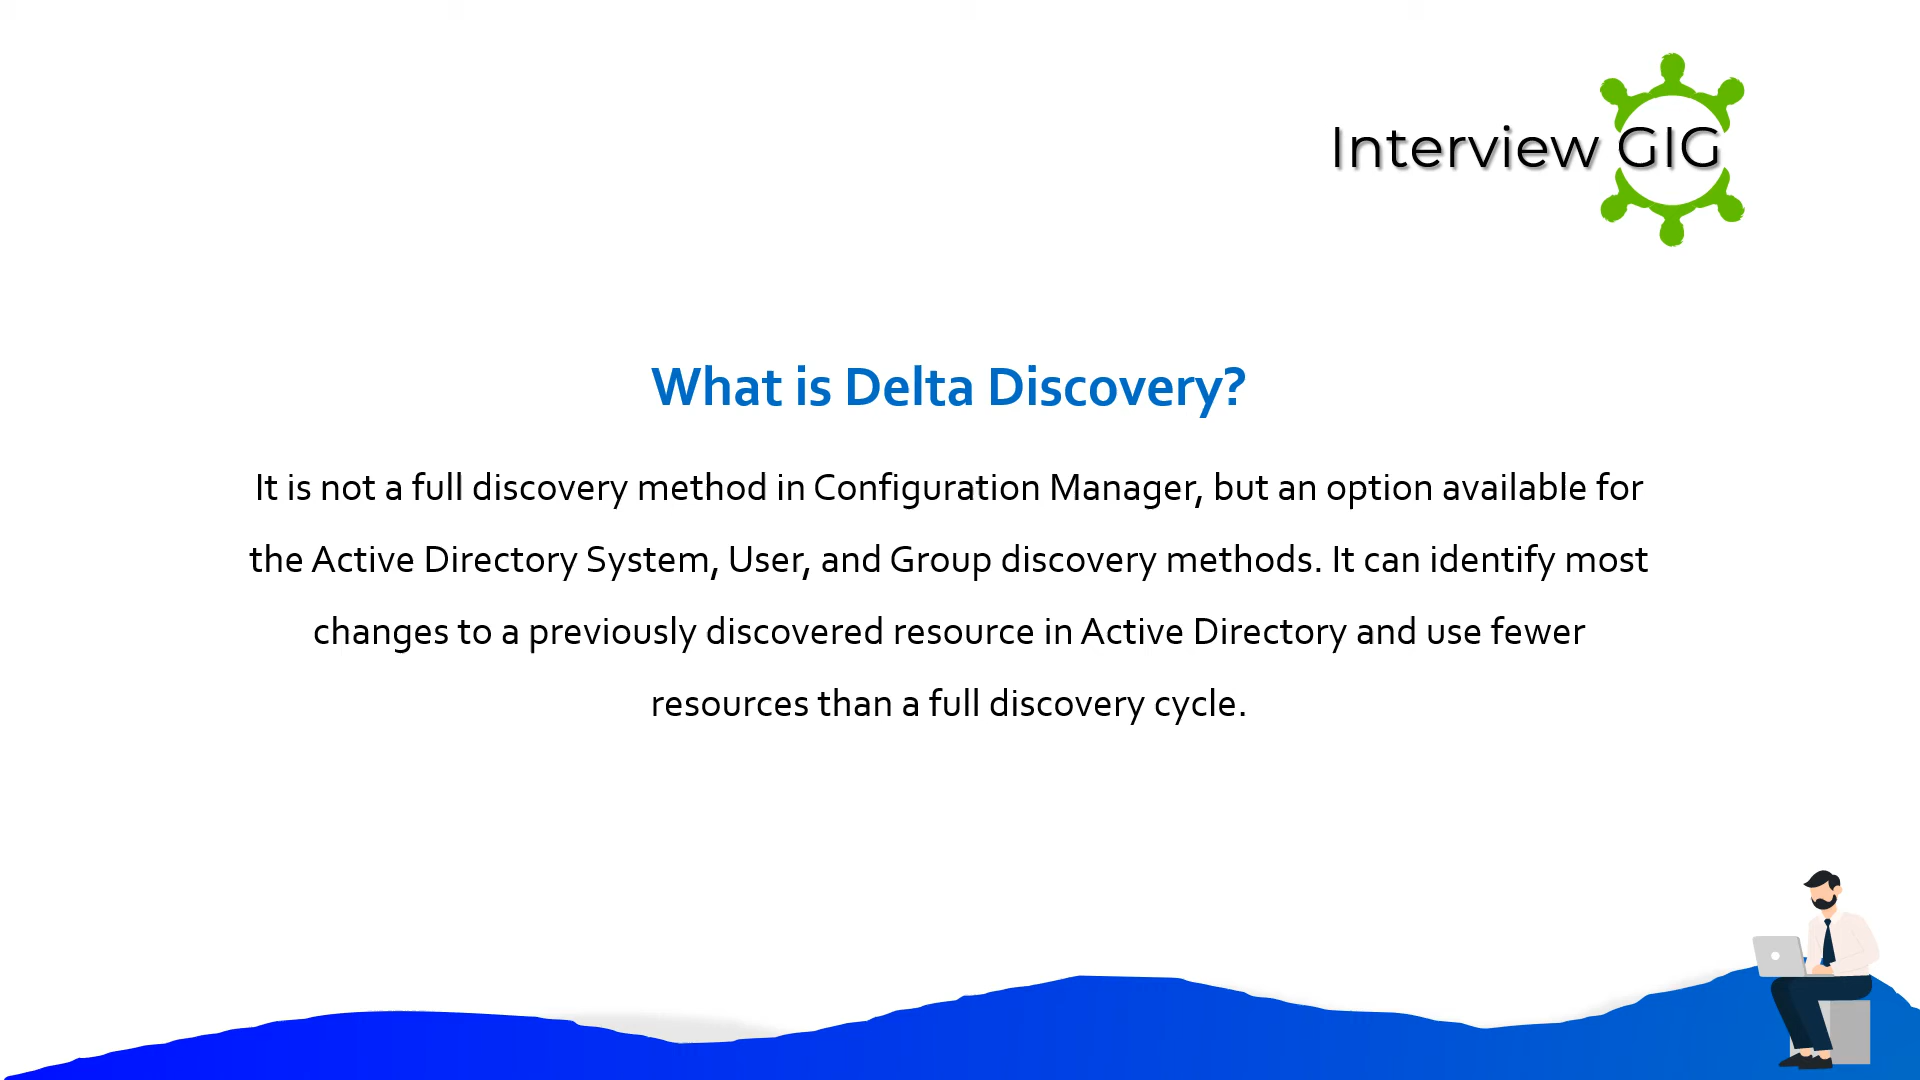 Interview GIG
What is Delta Discovery?
It is not a full discovery method in Configuration Manager, but an option available for
the Active Directory System, User, and Group discovery methods. It can identify most
changes to a previously discovered resource in Active Directory and use fewer
resources than a full discovery cycle.